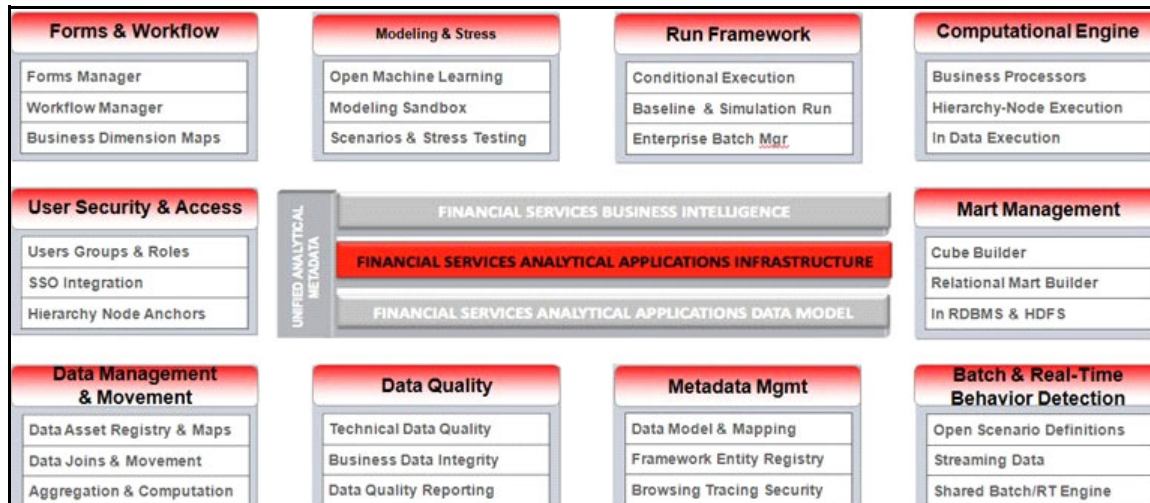 Forms & Workflow
Forms Manager
Workflow Manager
Business Dimension Maps
Modeling & Stress
Open Machine Learning
Modeling Sandbox
Scenarios & Stress Testing
Run Framework
Conditional Execution
Baseline & Simulation Run
Enterprise Batch Mgr
Computational Engine
Business Processors
Hierarchy-Node Execution
In Data Execution
User Security & Access
Users Groups & Roles
SSO Integration
Hierarchy Node Anchors
UNIFIED ANALYTICAL
METADATA
FINANCIAL SERVICES BUSINESS INTELLIGENCE
FINANCIAL SERVICES ANALYTICAL APPLICATIONS INFRASTRUCTURE
FINANCIAL SERVICES ANALYTICAL APPLICATIONS DATA MODEL
Mart Management
Cube Builder
Relational Mart Builder
In RDBMS & HDFS
Data Management
& Movement
Data Asset Registry & Maps
Data Joins & Movement
Aggregation & Computation
Data Quality
Technical Data Quality
Business Data Integrity
Data Quality Reporting
Metadata Mgmt
Data Model & Mapping
Framework Entity Registry
Browsing Tracing Security
Batch & Real-Time
Behavior Detection
Open Scenario Definitions
Streaming Data
Shared Batch/RT Engine